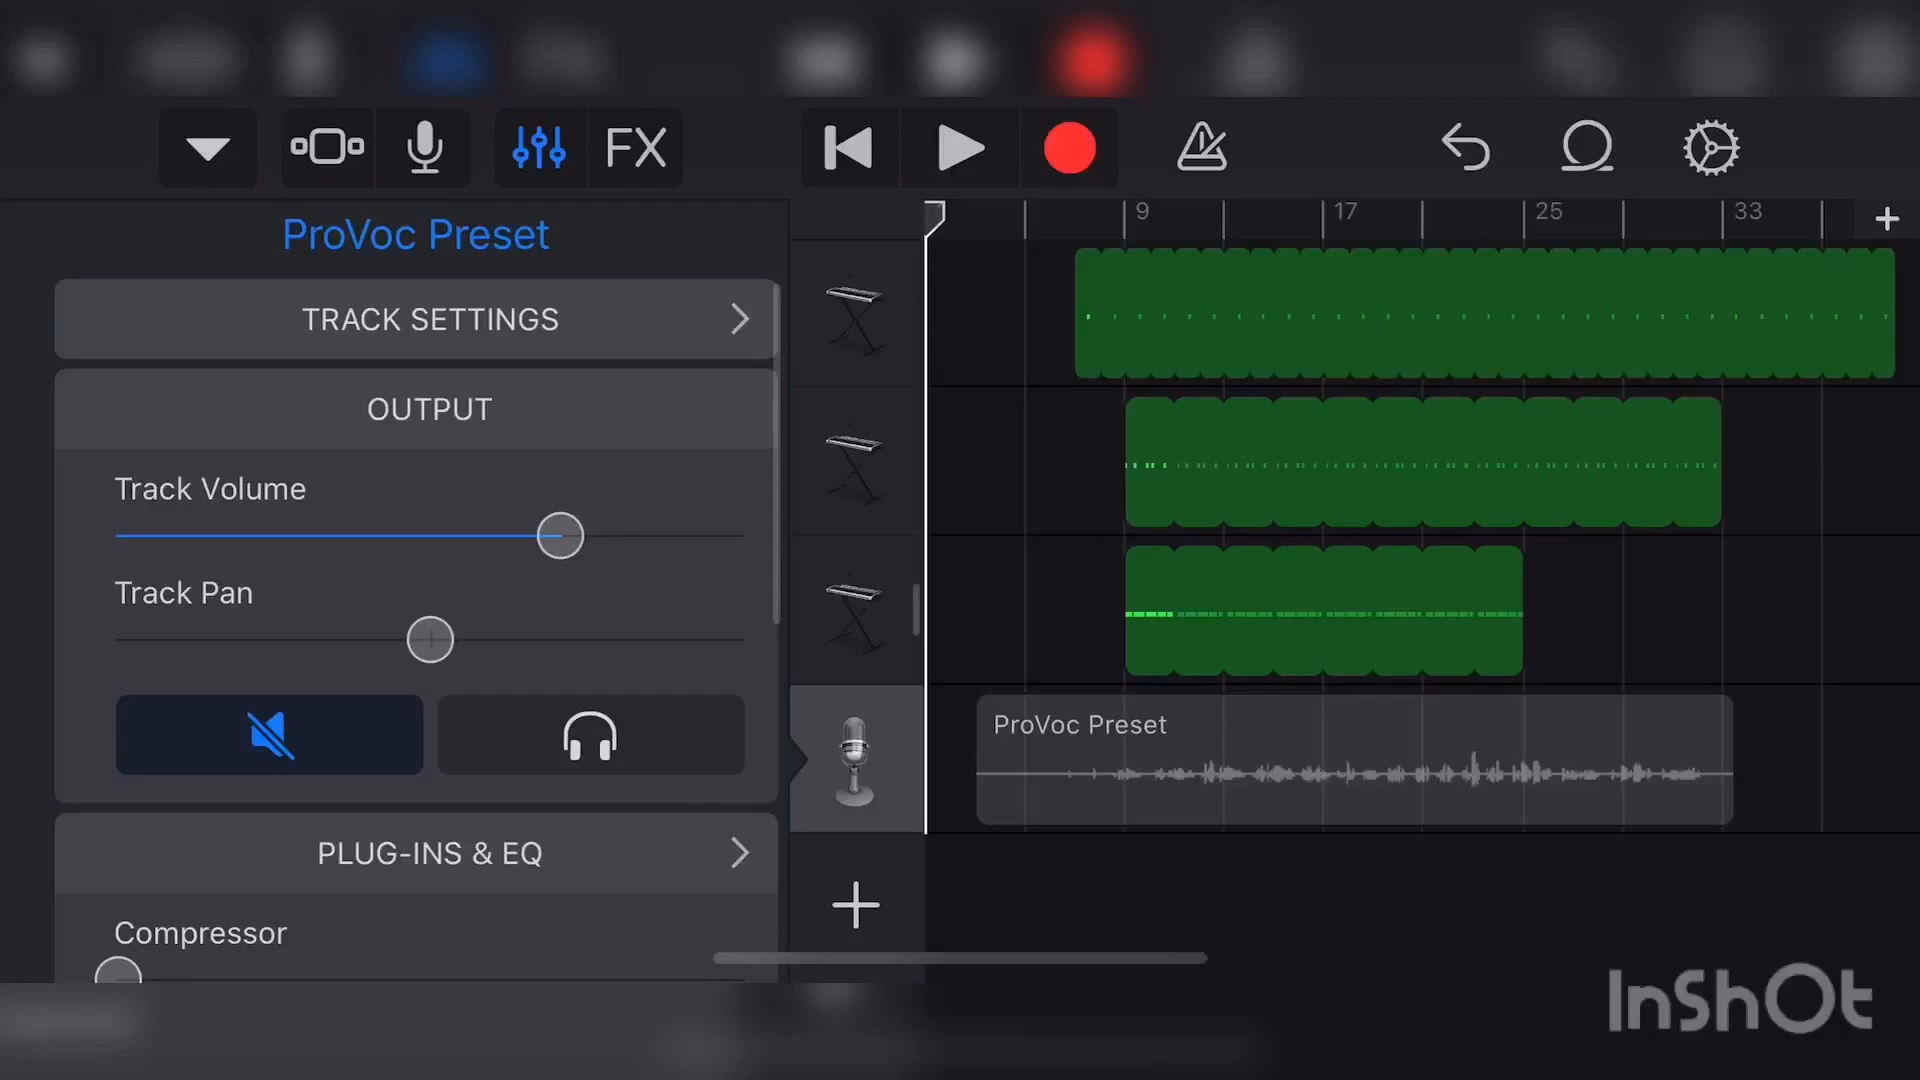 FX
ProVoc Preset
TRACK SETTINGS
OUTPUT
Track Volume
Track Pan
PLUG-INS & EQ
Compressor
9
17
25
33
ProVoc Preset
InShOt